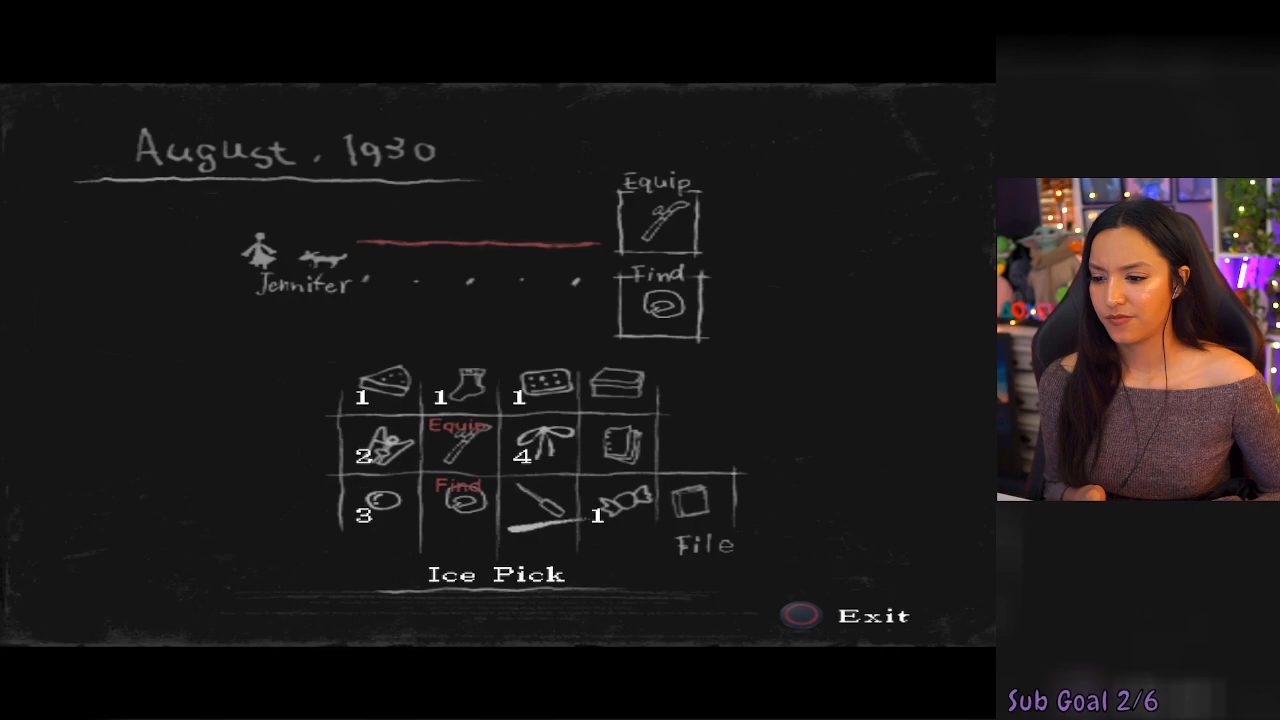 August, 1930
Equip
Find
Jennifer
1 1 1
Equip
2 4
Find
3 1
File
Ice Pick
Exit
Sub Goal 2/6